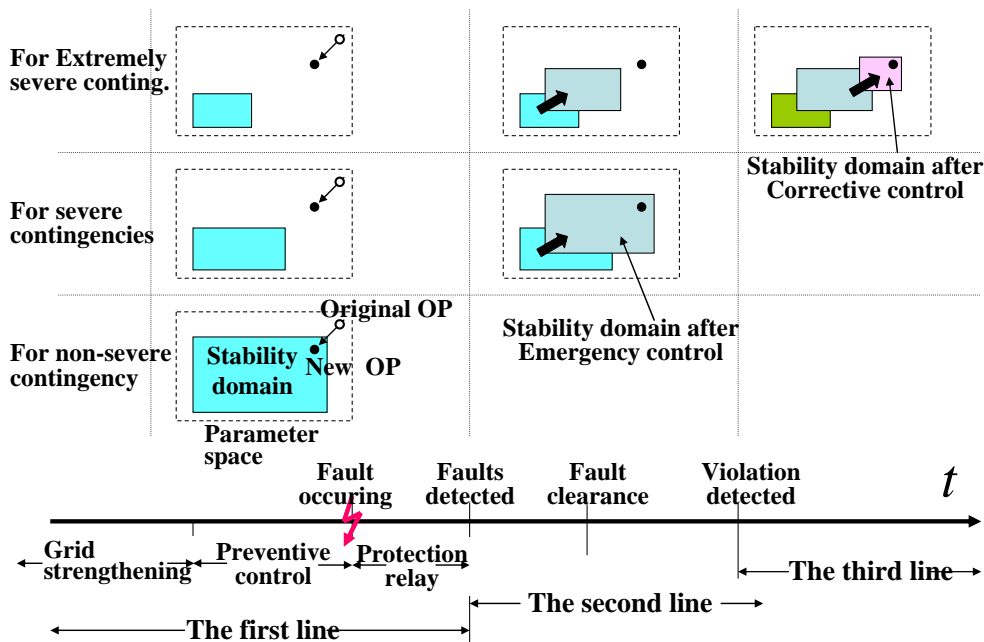 For Extremely
severe conting.
Stability domain after
Corrective control
For severe
contingencies
Original OP
Stability domain after
Emergency control
For non-severe
contingency
Stability
domain
New OP
Parameter
space
Fault
occuring
Faults
detected
Fault
clearance
Violation
detected
t
Grid
strengthening
Preventive
control
Protection
relay
The third line
The second line
The first line